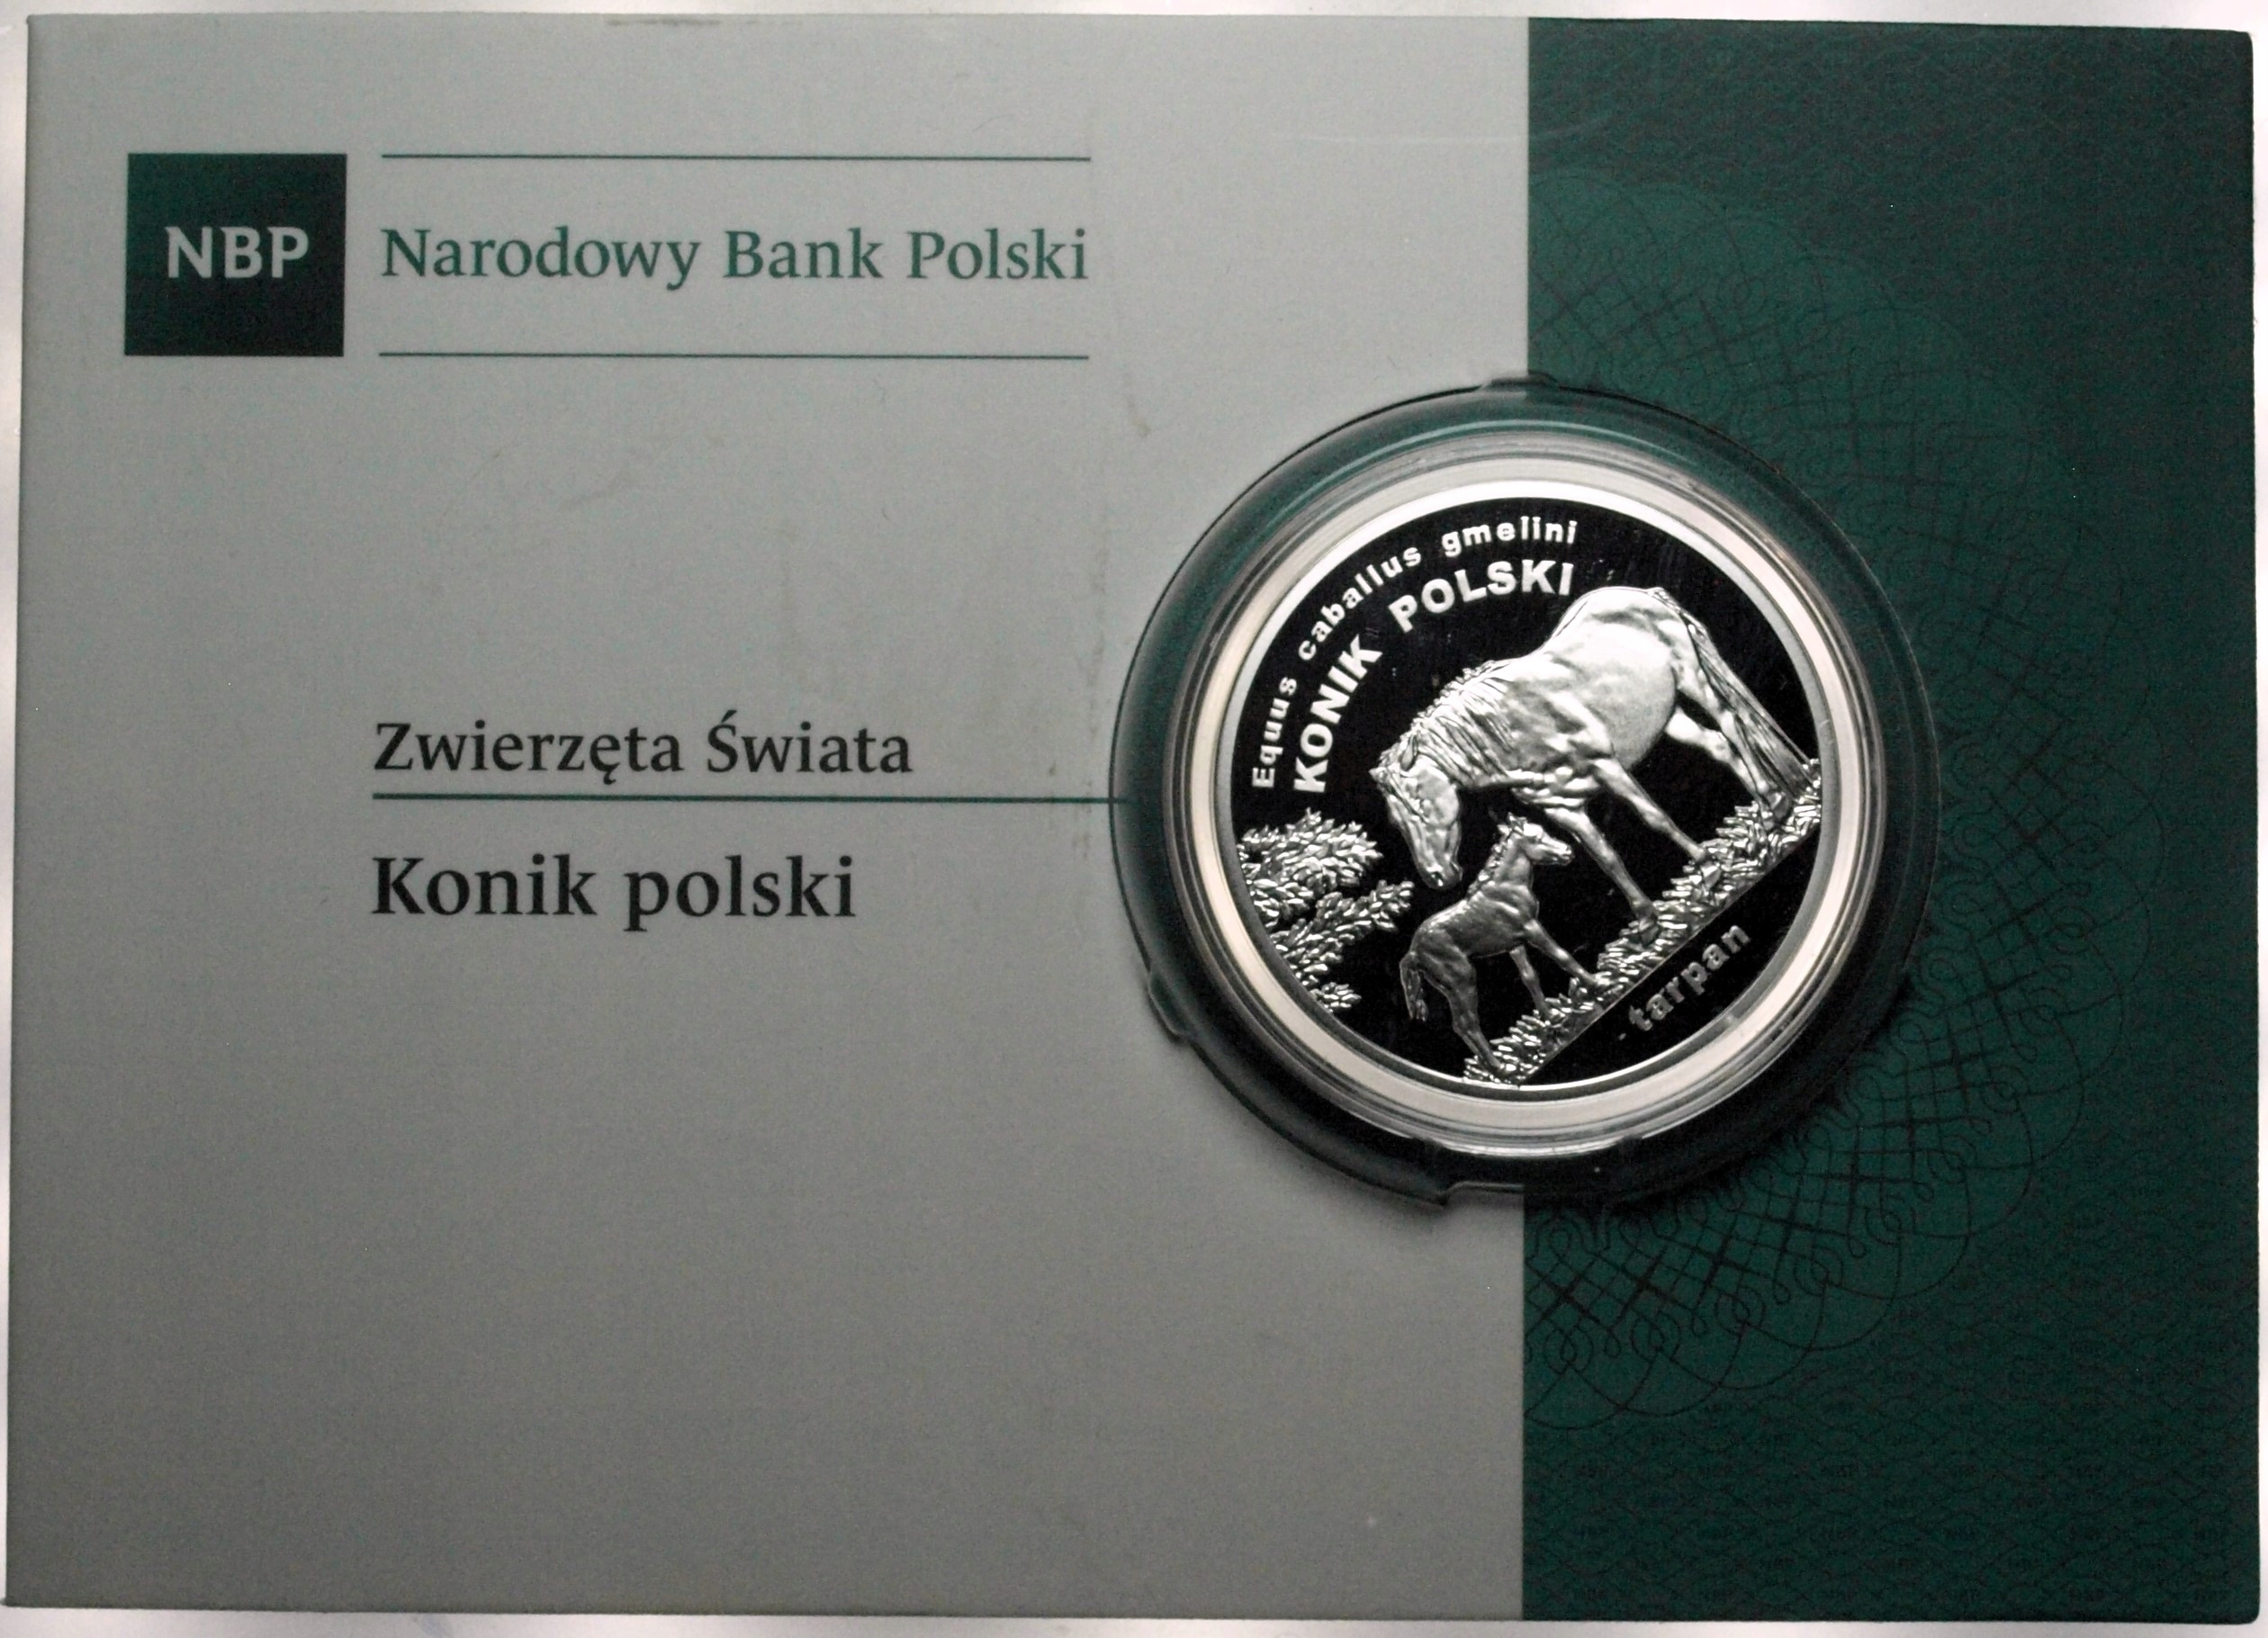 NBP
Narodowy Bank Polski
Zwierzęta Świata
Konik polski
Equus caballus gmelini
KONIK POLSKI
- tarpan